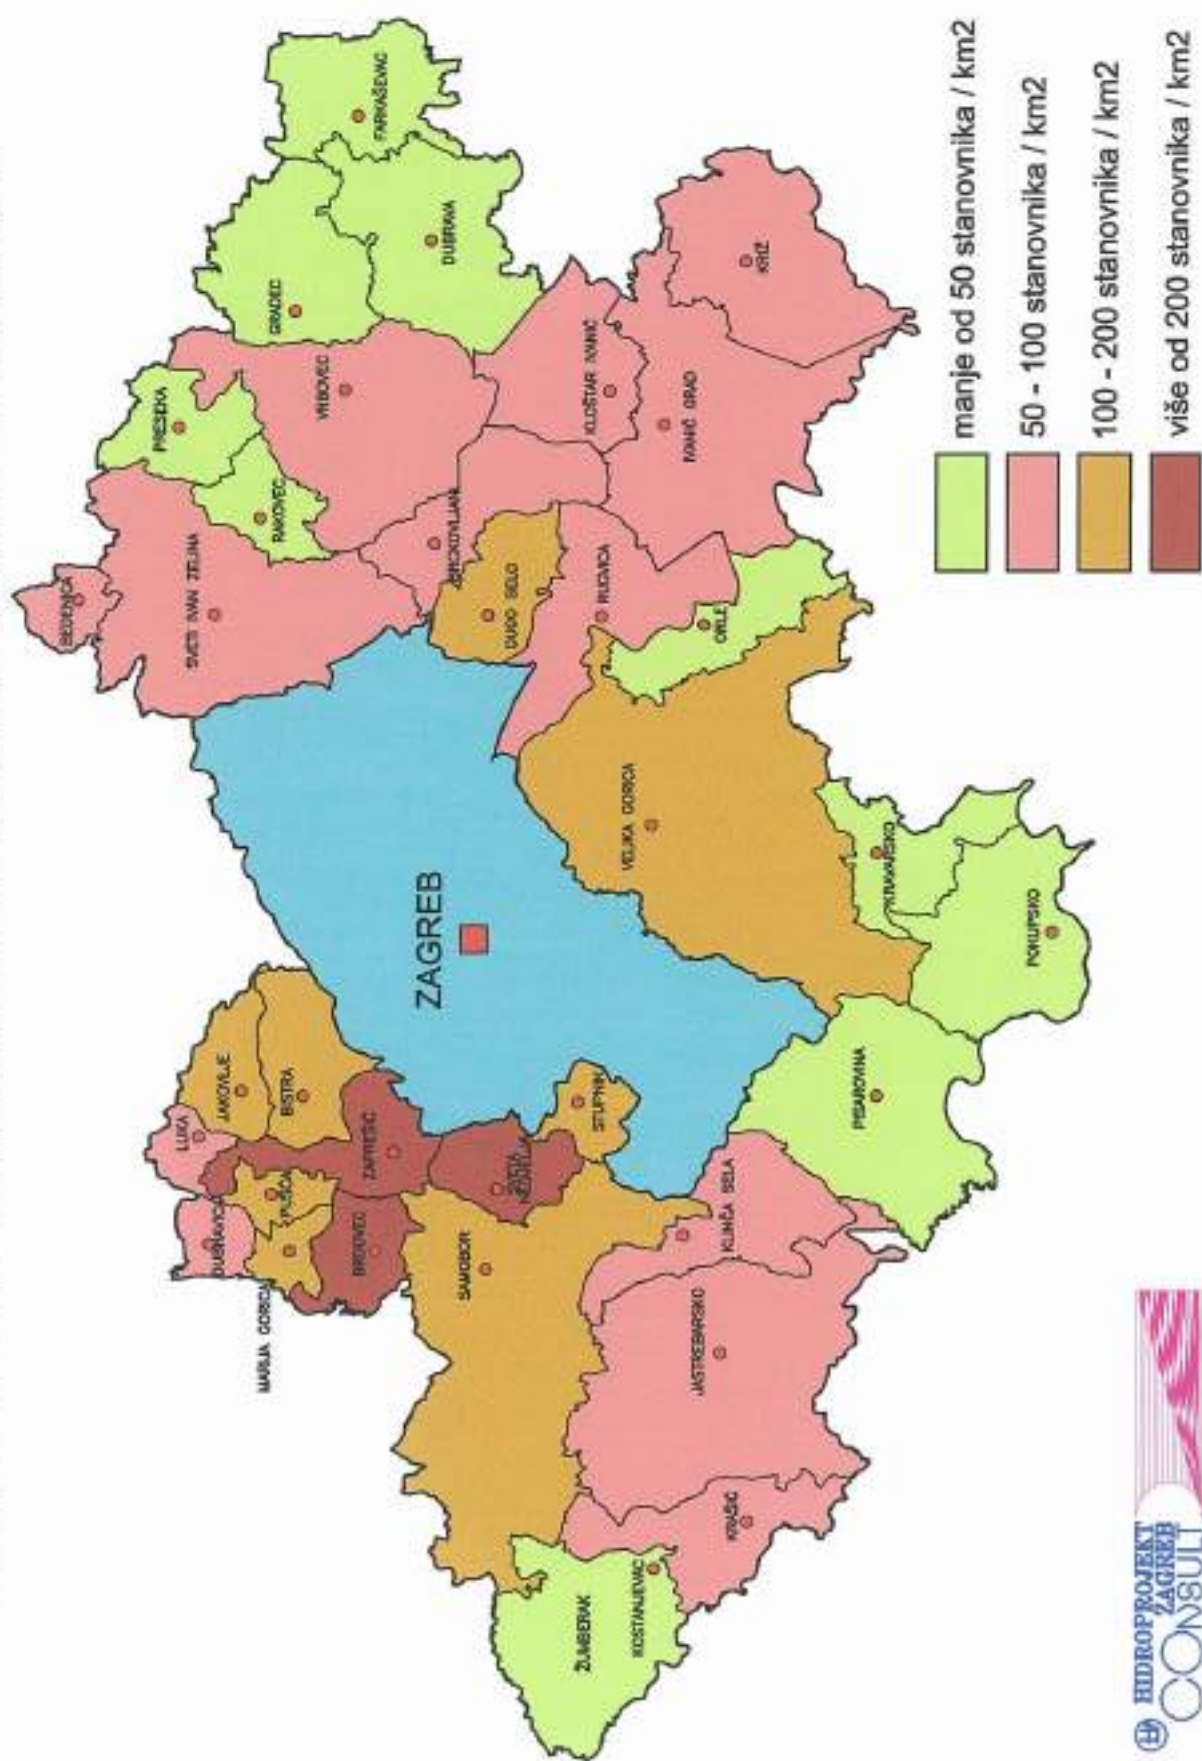 BEDENICA
SVETI IVAN ZELINA
PRESEKA
RAKOVEC
GRADEC
FARKAŠEVAC
VRBOVEC
DUBRAVA
BRCKOVLJANI
DUGO SELO
RUGVICA
KLOŠTAR IVANIĆ
IVANIĆ GRAD
KRIŽ
ORLE
ZAGREB
LUKA
JAKOVLJE
BISTRA
DUBRAVICA
PUŠĆA
MARIJA GORICA
ZAPREŠIĆ
BRDOVEC
SVETA
NEDJELJA
STUPNIK
SAMOBOR
VELIKA GORICA
KRAVARSKO
POKUPSKO
PISAROVINA
KLINČA SELA
JASTREBARSKO
KRAŠIĆ
ŽUMBERAK
KOSTANJEVAC
manje od 50 stanovnika / km2
50 - 100 stanovnika / km2
100 - 200 stanovnika / km2
više od 200 stanovnika / km2
HIDROPROJEKT
ZAGREB
CONSULT